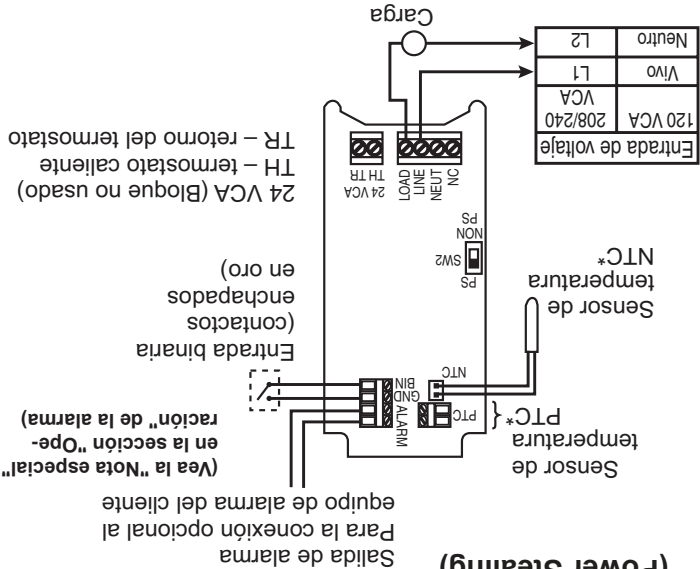 (Power Stealing)
Salida de alarma
Para la conexión opcional al
equipo de alarma del cliente
(Vea la "Nota especial"
en la sección "Ope-
ración" de la alarma)
Sensor de
temperatura
PTC*
PTC
ALARM
GND
BIN
NTC
Entrada binaria
(contactos
enchapados
en oro)
Sensor de
temperatura
NTC*
PS
SW2
NON
PS
24 VCA (Bloque no usado)
TH – termostato caliente
TR – retorno del termostato
NC
NEUT
LINE
LOAD
24 VCA
TH TR
Entrada de voltaje
120 VCA 208/240
VCA
Vivo L1
Neutro L2
Carga